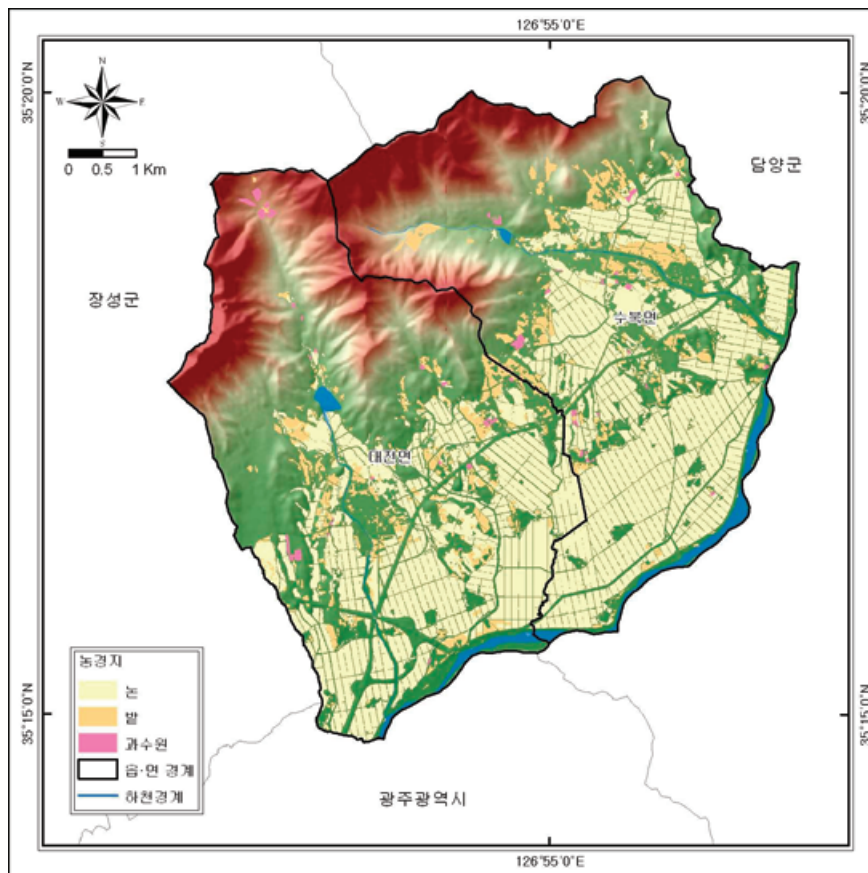 126°55'0"E
35°20'0"N
35°20'0"N
N
W E
S
0 0.5 1 Km
담양군
장성군
수북면
대전면
35°15'0"N
35°15'0"N
농경지
논
밭
과수원
읍·면 경계
하천경계
광주광역시
126°55'0"E